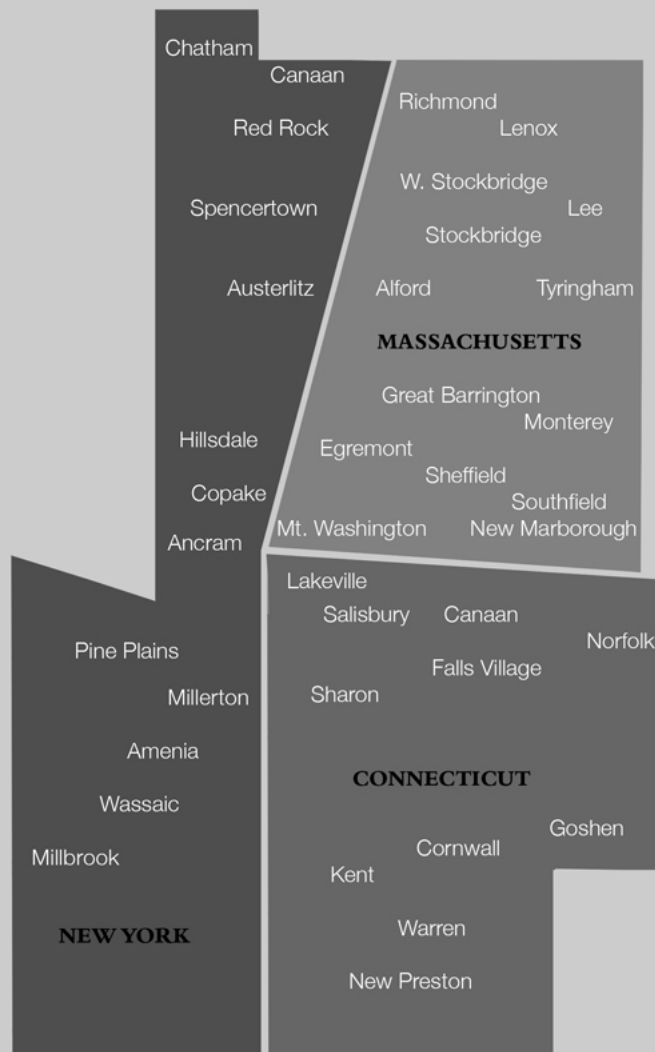 Chatham
Canaan
Red Rock
Spencertown
Austerlitz
Hillsdale
Copake
Ancram
Richmond
Lenox
W. Stockbridge
Lee
Stockbridge
Alford
Tyringham
MASSACHUSETTS
Great Barrington
Monterey
Egremont
Sheffield
Southfield
Mt. Washington
New Marborough
Pine Plains
Millerton
Amenia
Wassaic
Millbrook
NEW YORK
Lakeville
Salisbury
Canaan
Norfolk
Falls Village
Sharon
CONNECTICUT
Goshen
Cornwall
Kent
Warren
New Preston